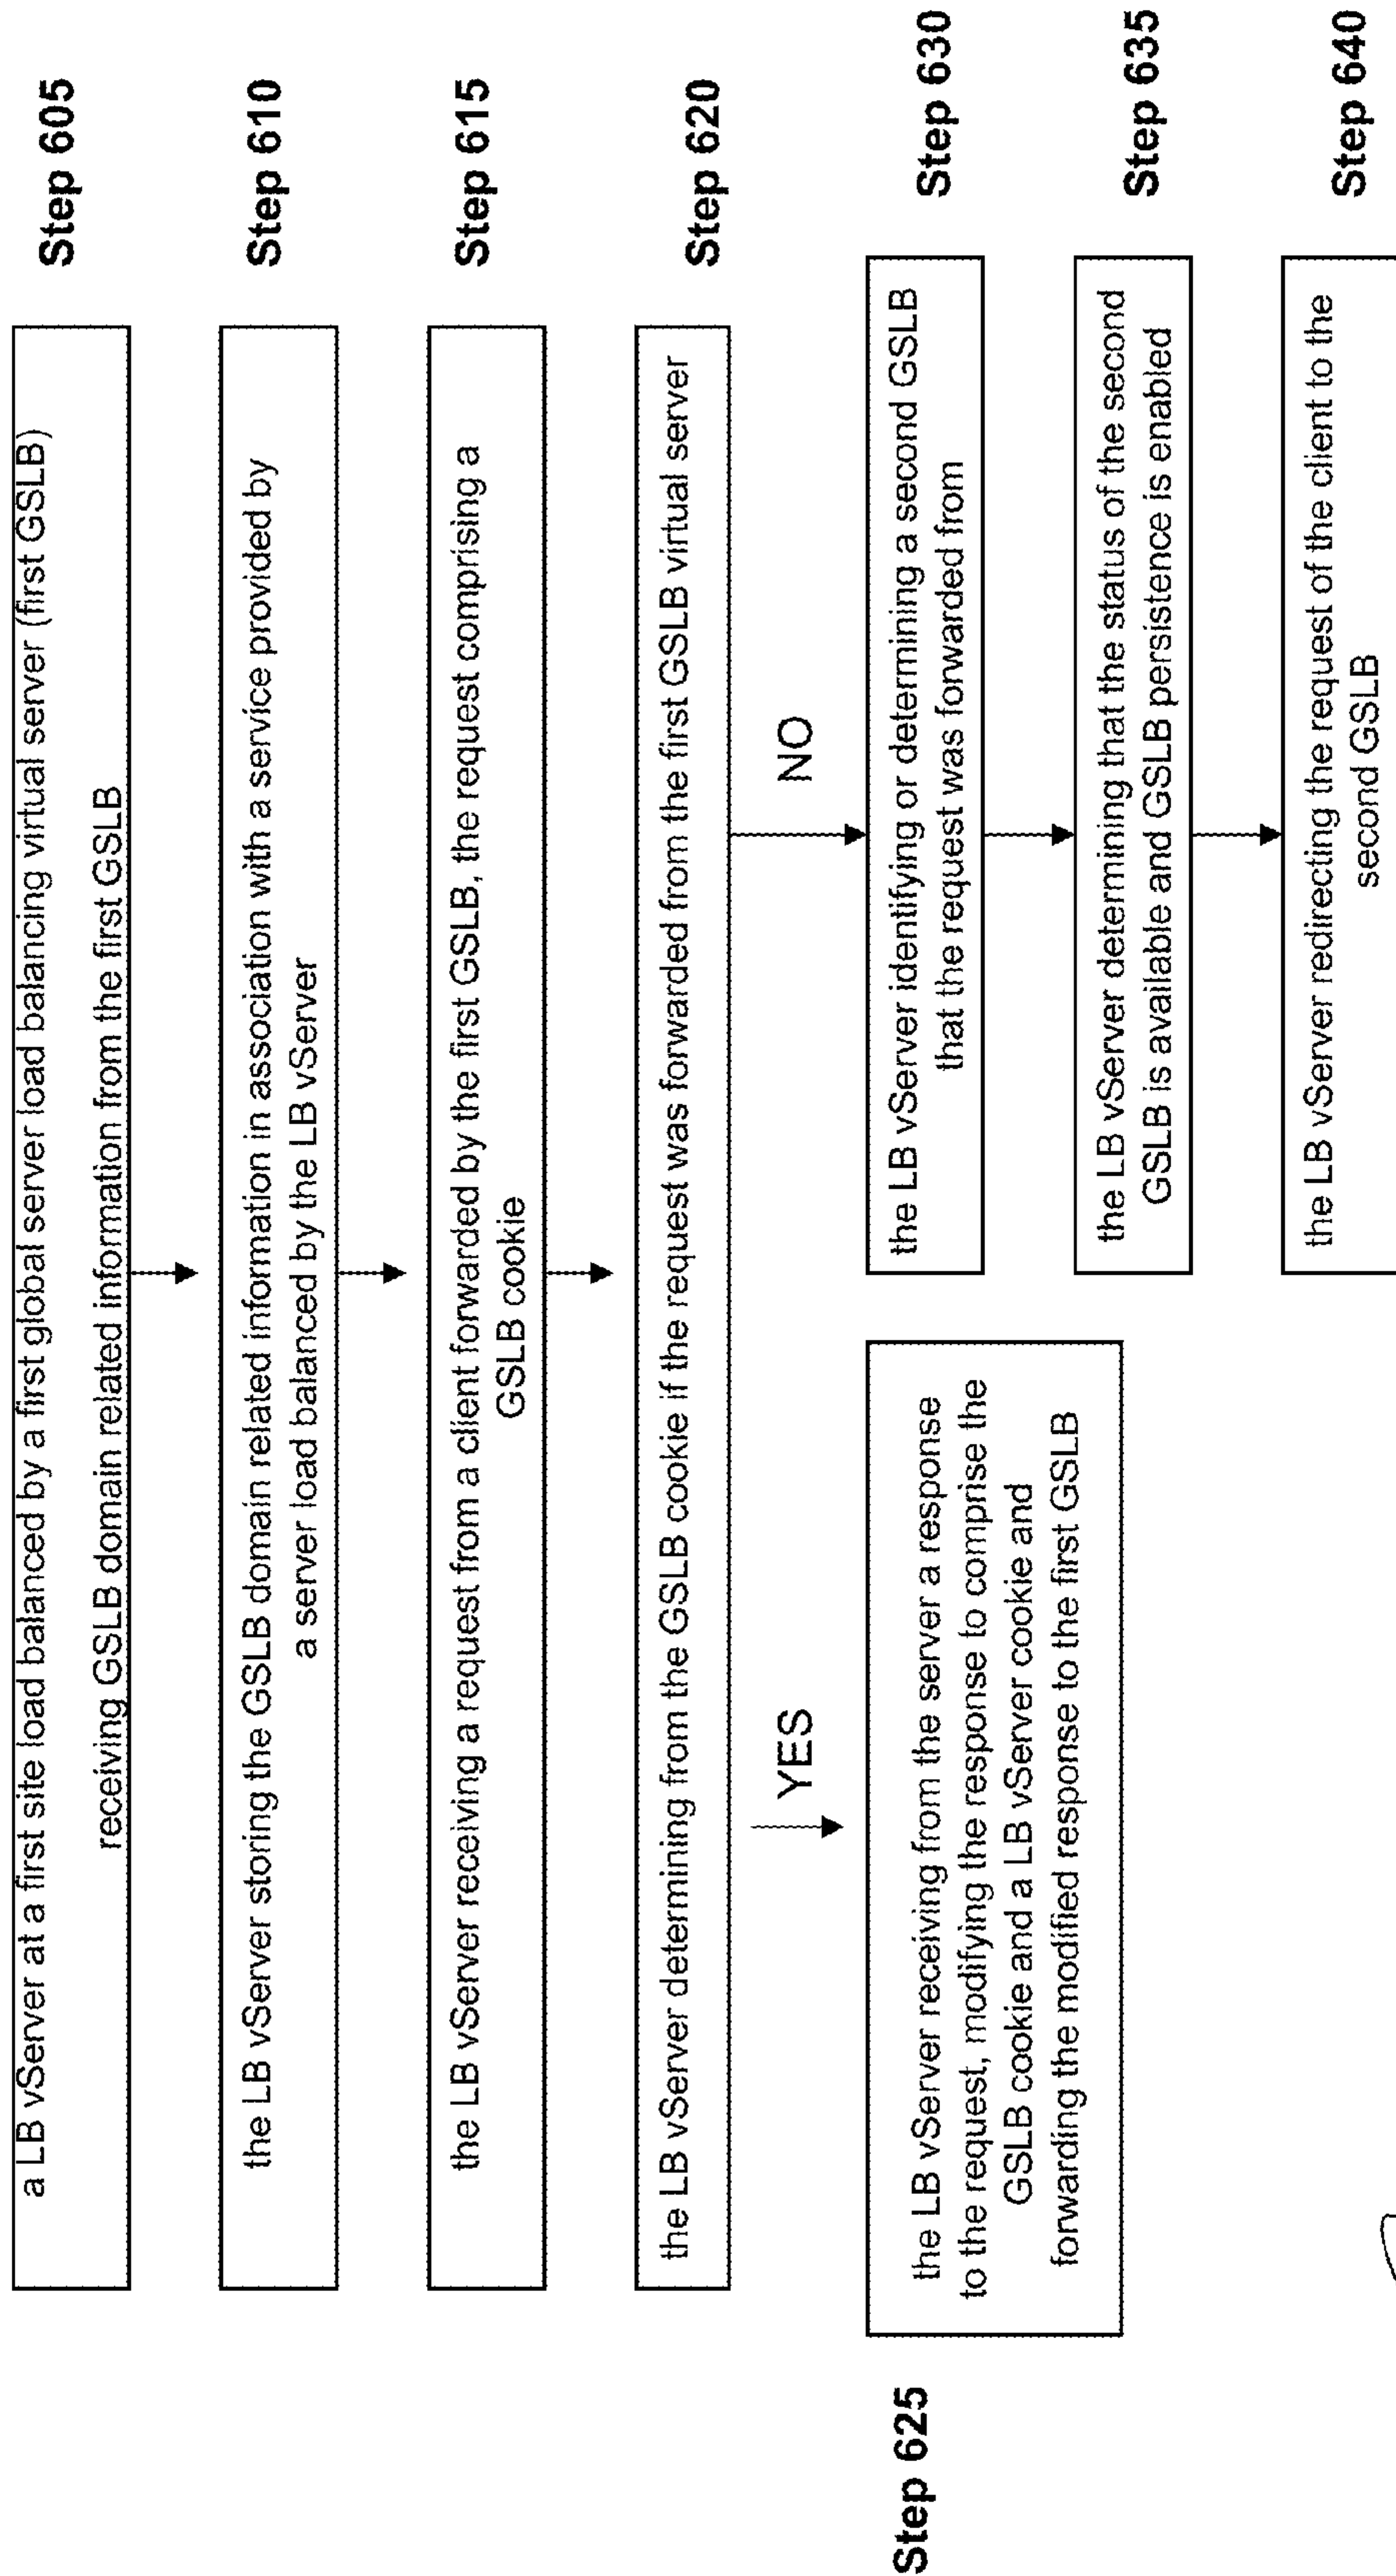 a LB vServer at a first site load balanced by a first global server load balancing virtual server (first GSLB)
receiving GSLB domain related information from the first GSLB
Step 605
the LB vServer storing the GSLB domain related information in association with a service provided by
a server load balanced by the LB vServer
Step 610
the LB vServer receiving a request from a client forwarded by the first GSLB, the request comprising a
GSLB cookie
Step 615
the LB vServer determining from the GSLB cookie if the request was forwarded from the first GSLB virtual server
Step 620
YES
NO
Step 625
the LB vServer receiving from the server a response
to the request, modifying the response to comprise the
GSLB cookie and a LB vServer cookie and
forwarding the modified response to the first GSLB
the LB vServer identifying or determining a second GSLB
that the request was forwarded from
Step 630
the LB vServer determining that the status of the second
GSLB is available and GSLB persistence is enabled
Step 635
the LB vServer redirecting the request of the client to the
second GSLB
Step 640